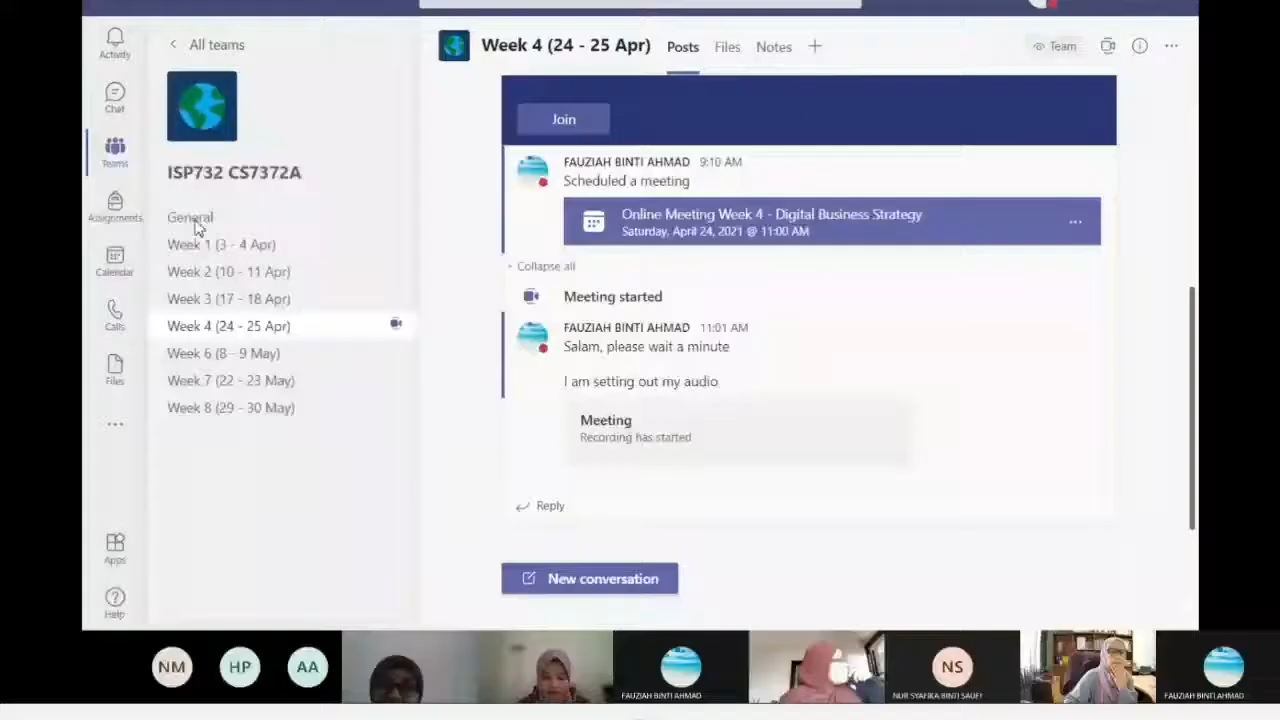 Activity
Chat
Teams
Assignments
Calendar
Calls
Files
Apps
Help
All teams
ISP732 CS7372A
General
Week 1 (3 - 4 Apr)
Week 2 (10 - 11 Apr)
Week 3 (17 - 18 Apr)
Week 4 (24 - 25 Apr)
Week 6 (8 - 9 May)
Week 7 (22 - 23 May)
Week 8 (29 - 30 May)
Week 4 (24 - 25 Apr) Posts Files Notes + Team
Join
FAUZIAH BINTI AHMAD 9:10 AM
Scheduled a meeting
Online Meeting Week 4 - Digital Business Strategy
Saturday, April 24, 2021 @ 11:00 AM
Collapse all
Meeting started
FAUZIAH BINTI AHMAD 11:01 AM
Salam, please wait a minute
I am setting out my audio
Meeting
Recording has started
Reply
New conversation
NM HP AA NS
FAUZIAH BINTI AHMAD NUR SYAFIKA BINTI FAUZIAH BINTI AHMAD